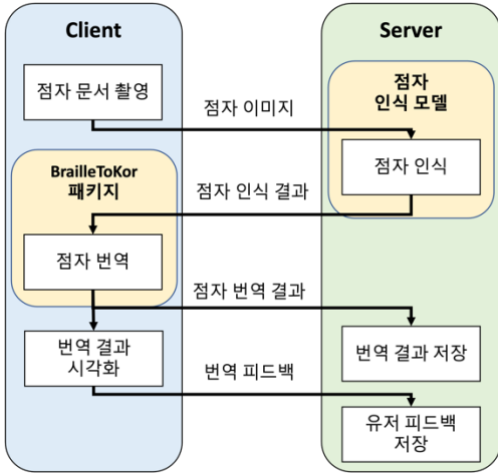 Client
Server
점자 문서 촬영
점자 이미지
점자
인식 모델
점자 인식
BrailleToKor
패키지
점자 인식 결과
점자 번역
점자 번역 결과
번역 결과
시각화
번역 결과 저장
번역 피드백
유저 피드백
저장